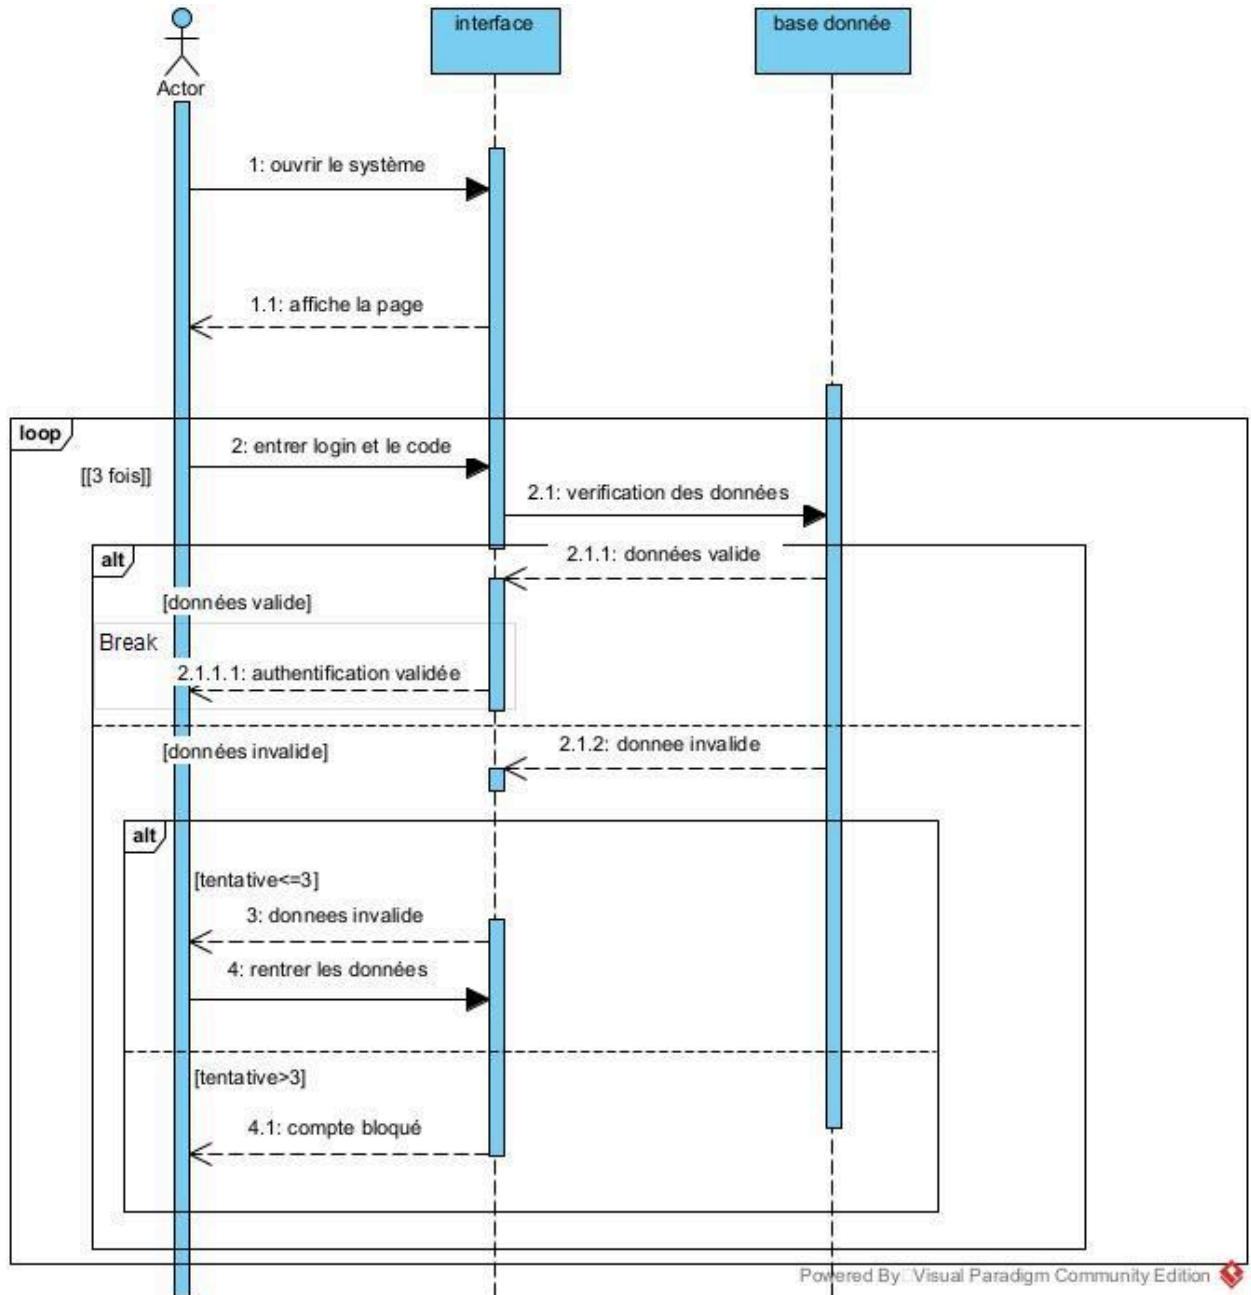 interface
base donnée
Actor
1: ouvrir le système
1.1: affiche la page
loop
2: entrer login et le code
[[3 fois]]
2.1: verification des données
alt
2.1.1: données valide
[données valide]
Break
2.1.1.1: authentification validée
2.1.2: donnee invalide
[données invalide]
alt
[tentative<=3]
3: donnees invalide
4: rentrer les données
[tentative>3]
4.1: compte bloqué
Powered By Visual Paradigm Community Edition